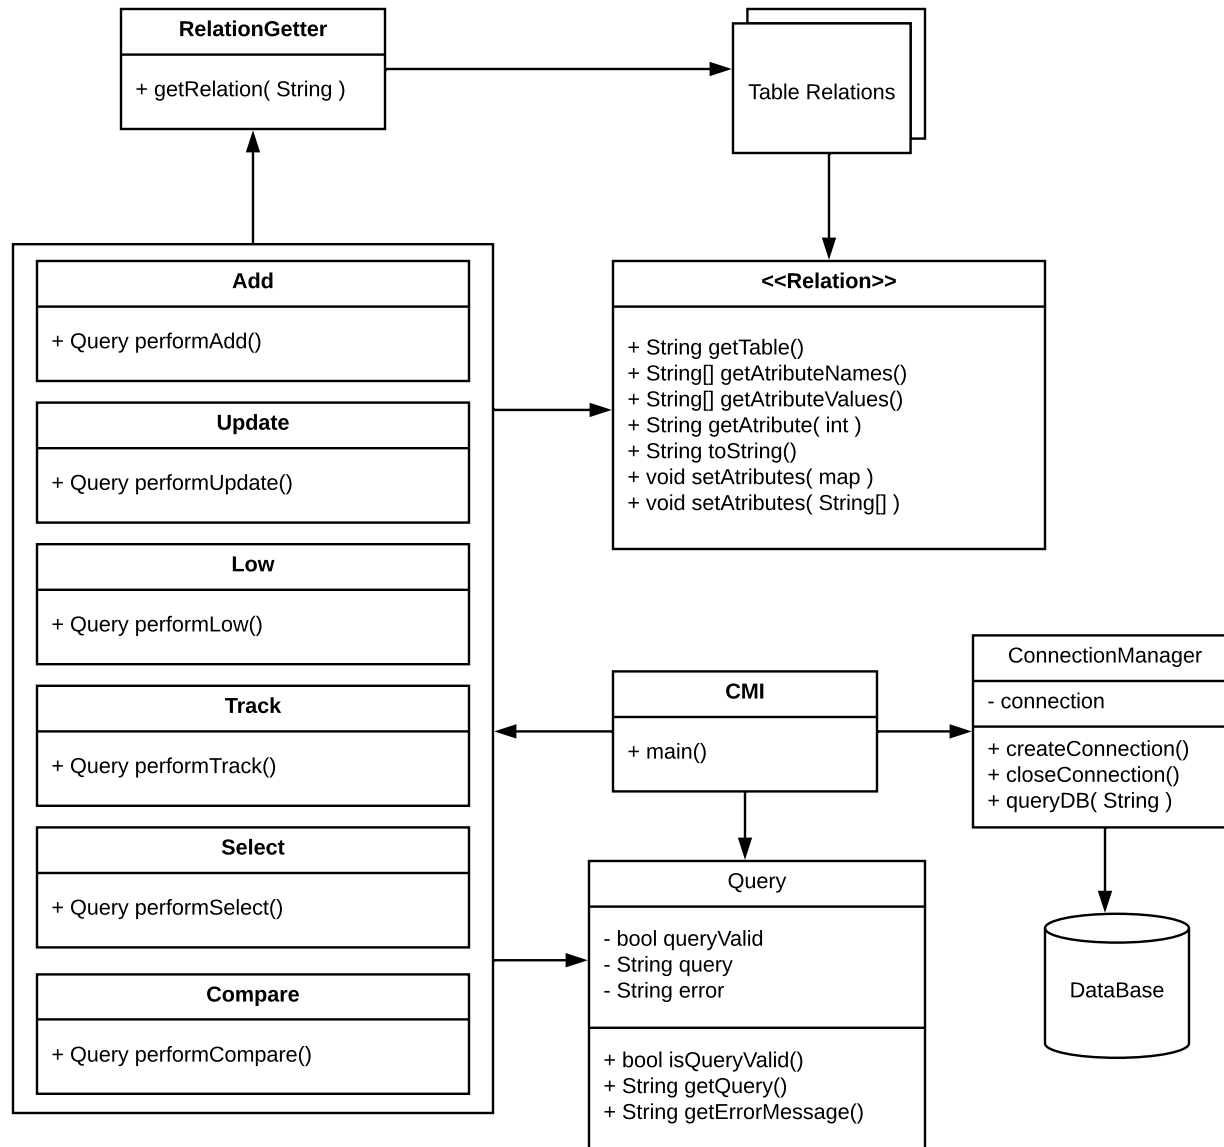 RelationGetter
+ getRelation( String )
Table Relations
Add
+ Query performAdd()
Update
+ Query performUpdate()
Low
+ Query performLow()
Track
+ Query performTrack()
Select
+ Query performSelect()
Compare
+ Query performCompare()
<<Relation>>
+ String getTable()
+ String[] getAtributeNames()
+ String[] getAtributeValues()
+ String getAtribute( int )
+ String toString()
+ void setAtributes( map )
+ void setAtributes( String[] )
CMI
+ main()
ConnectionManager
- connection
+ createConnection()
+ closeConnection()
+ queryDB( String )
Query
- bool queryValid
- String query
- String error
+ bool isQueryValid()
+ String getQuery()
+ String getErrorMessage()
DataBase